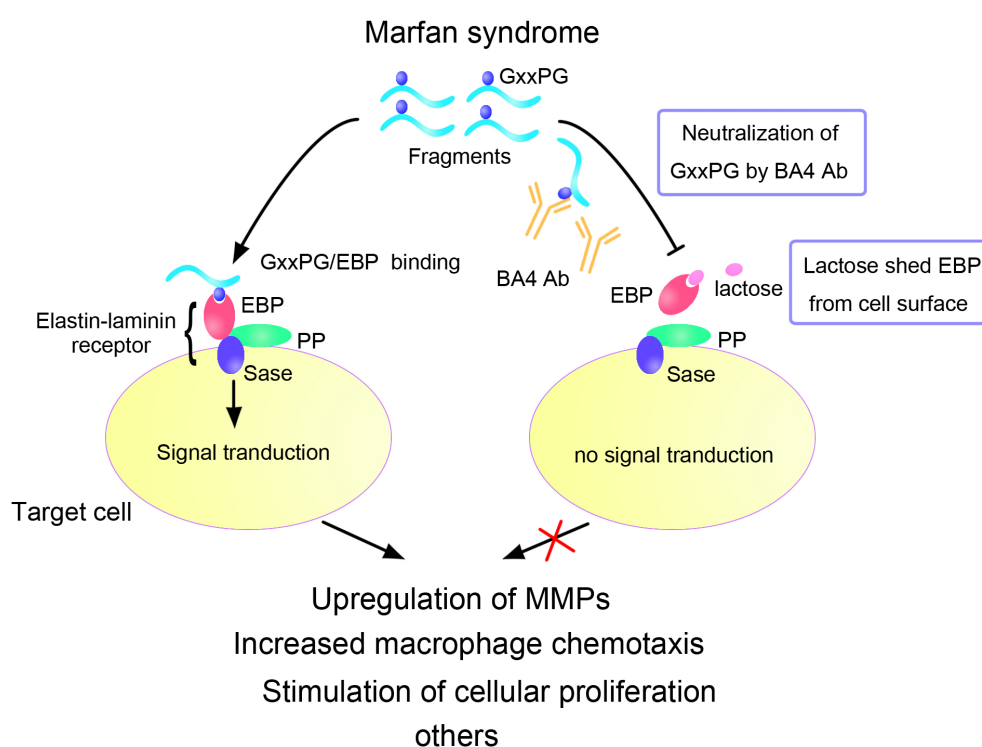 Marfan syndrome
GxxPG
Fragments
Neutralization of
GxxPG by BA4 Ab
BA4 Ab
GxxPG/EBP binding
EBP
Elastin-laminin
receptor
PP
Sase
Signal tranduction
Target cell
EBP
lactose
Lactose shed EBP
from cell surface
PP
Sase
no signal tranduction
Upregulation of MMPs
Increased macrophage chemotaxis
Stimulation of cellular proliferation
others